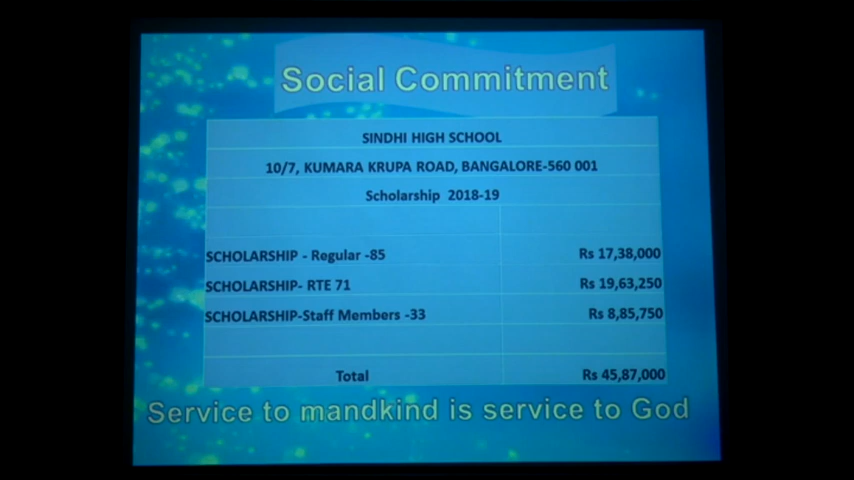 Social Commitment
SINDHI HIGH SCHOOL
10/7, KUMARA KRUPA ROAD, BANGALORE-560 001
Scholarship 2018-19
SCHOLARSHIP - Regular -85 Rs 17,38,000
SCHOLARSHIP- RTE 71 Rs 19,63,250
SCHOLARSHIP-Staff Members -33 Rs 8,85,750
Total Rs 45,87,000
Service to mandkind is service to God